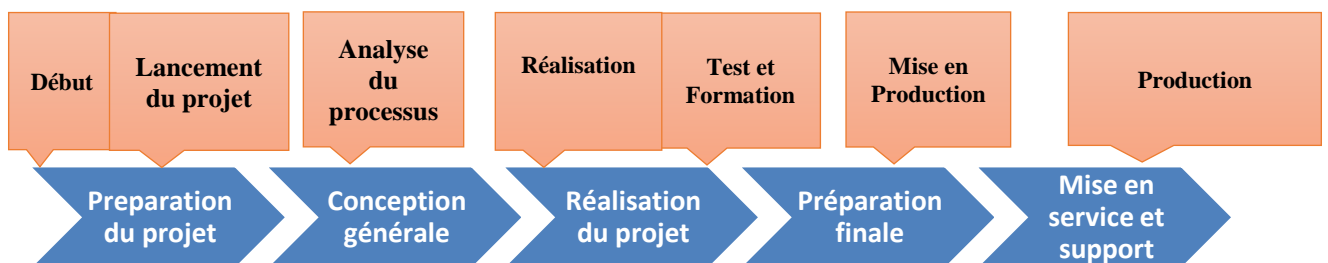 Début
Lancement
du projet
Analyse
du
processus
Réalisation
Test et
Formation
Mise en
Production
Production
Preparation
du projet
Conception
générale
Réalisation
du projet
Préparation
finale
Mise en
service et
support